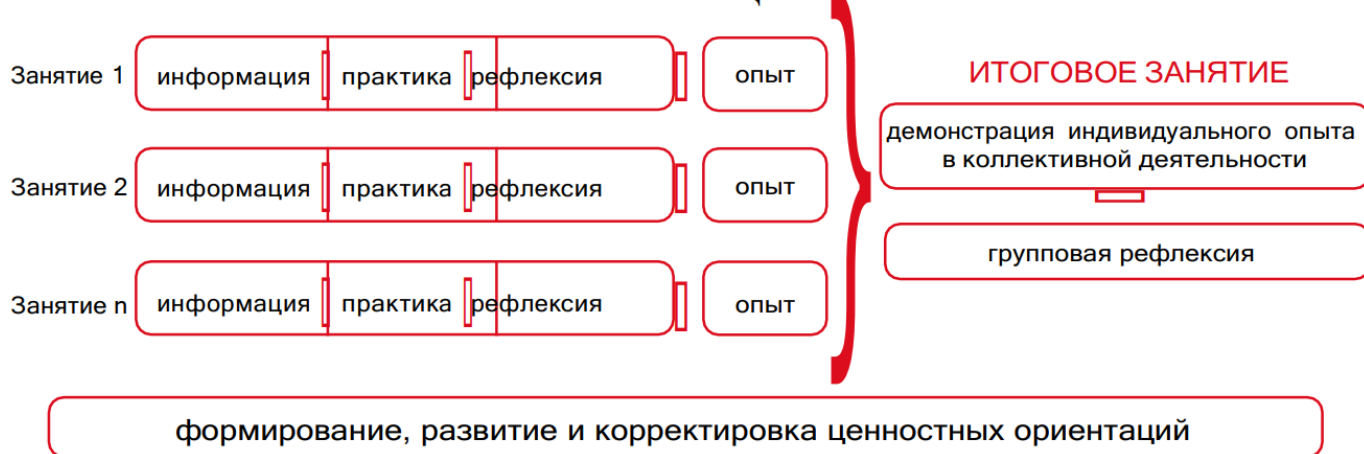 Занятие 1 информация практика рефлексия опыт
Занятие 2 информация практика рефлексия опыт
Занятие n информация практика рефлексия опыт
ИТОГОВОЕ ЗАНЯТИЕ
демонстрация индивидуального опыта
в коллективной деятельности
групповая рефлексия
формирование, развитие и корректировка ценностных ориентаций